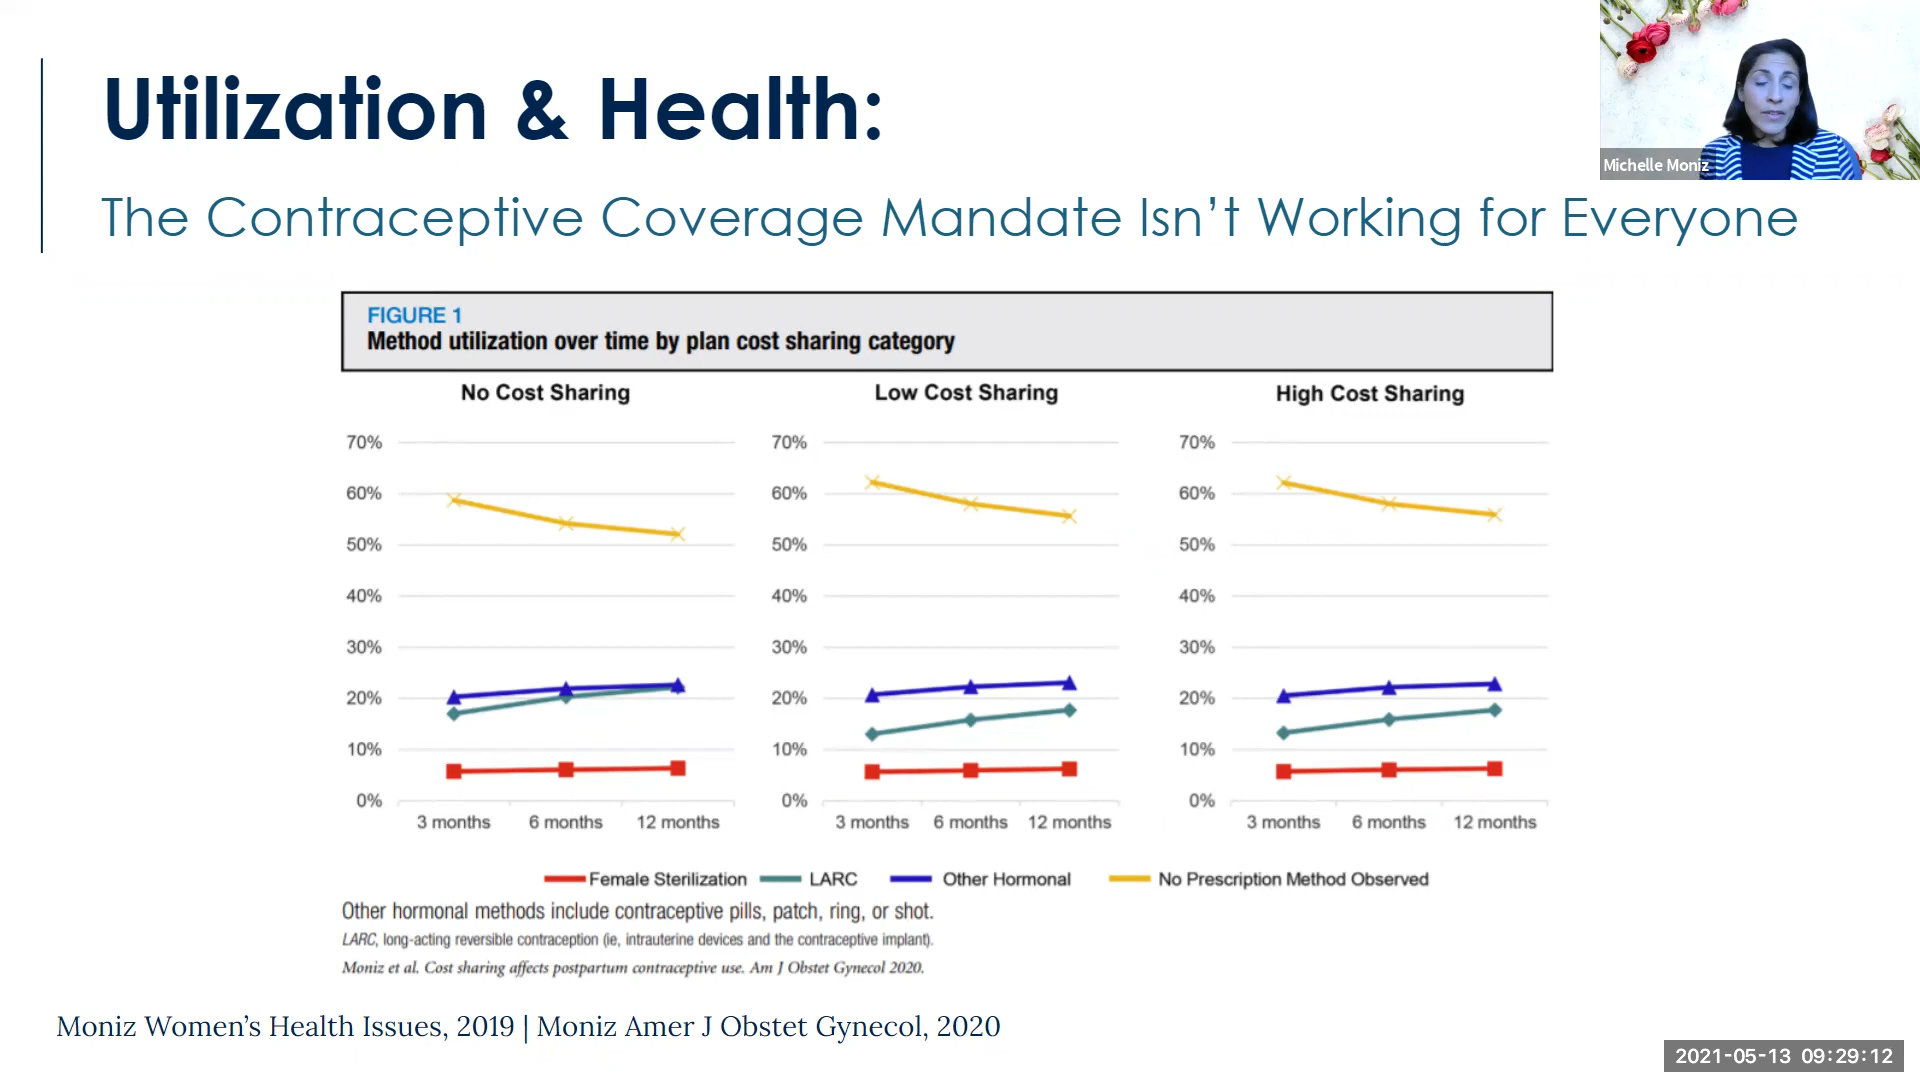 Utilization & Health:
The Contraceptive Coverage Mandate Isn't Working for Everyone
Michelle Moniz
FIGURE 1
Method utilization over time by plan cost sharing category
No Cost Sharing
70%
60%
50%
40%
30%
20%
10%
0%
3 months 6 months 12 months
Low Cost Sharing
70%
60%
50%
40%
30%
20%
10%
0%
3 months 6 months 12 months
High Cost Sharing
70%
60%
50%
40%
30%
20%
10%
0%
3 months 6 months 12 months
Female Sterilization LARC Other Hormonal No Prescription Method Observed
Other hormonal methods include contraceptive pills, patch, ring, or shot.
LARC, long-acting reversible contraception (ie, intrauterine devices and the contraceptive implant).
Moniz et al. Cost sharing affects postpartum contraceptive use. Am J Obstet Gynecol 2020.
Moniz Women's Health Issues, 2019 | Moniz Amer J Obstet Gynecol, 2020
2021-05-13 09:29:12